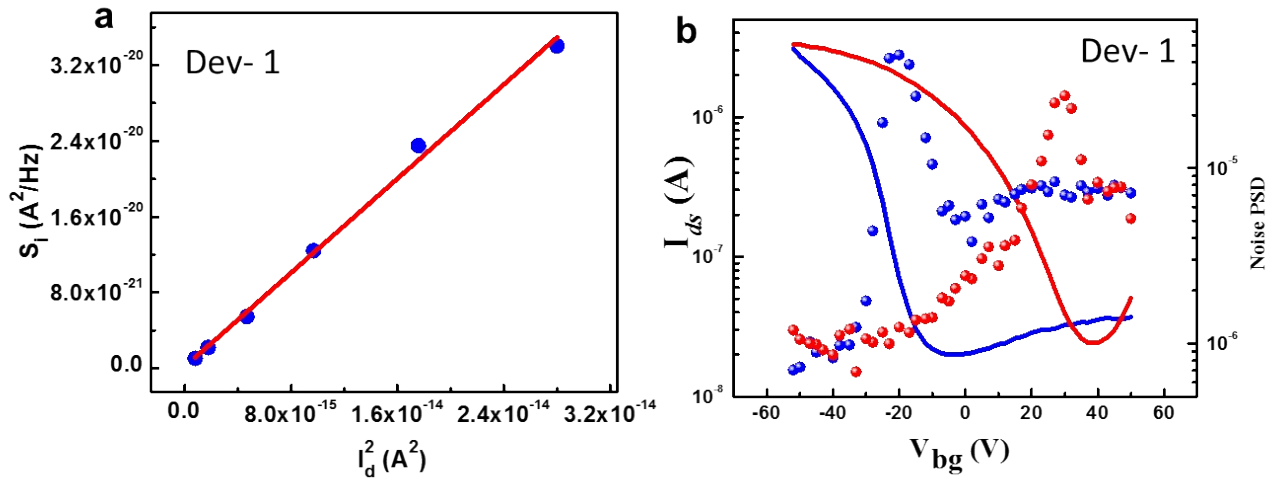 a
Dev- 1
3.2x10⁻²⁰
2.4x10⁻²⁰
1.6x10⁻²⁰
8.0x10⁻²¹
0.0
Sᵢ (A²/Hz)
0.0
8.0x10⁻¹⁵
1.6x10⁻¹⁴
2.4x10⁻¹⁴
3.2x10⁻¹⁴
I_d² (A²)
b
Dev- 1
10⁻⁶
10⁻⁷
10⁻⁸
I_ds (A)
10⁻⁵
10⁻⁶
Noise PSD
-60
-40
-20
0
20
40
60
V_bg (V)